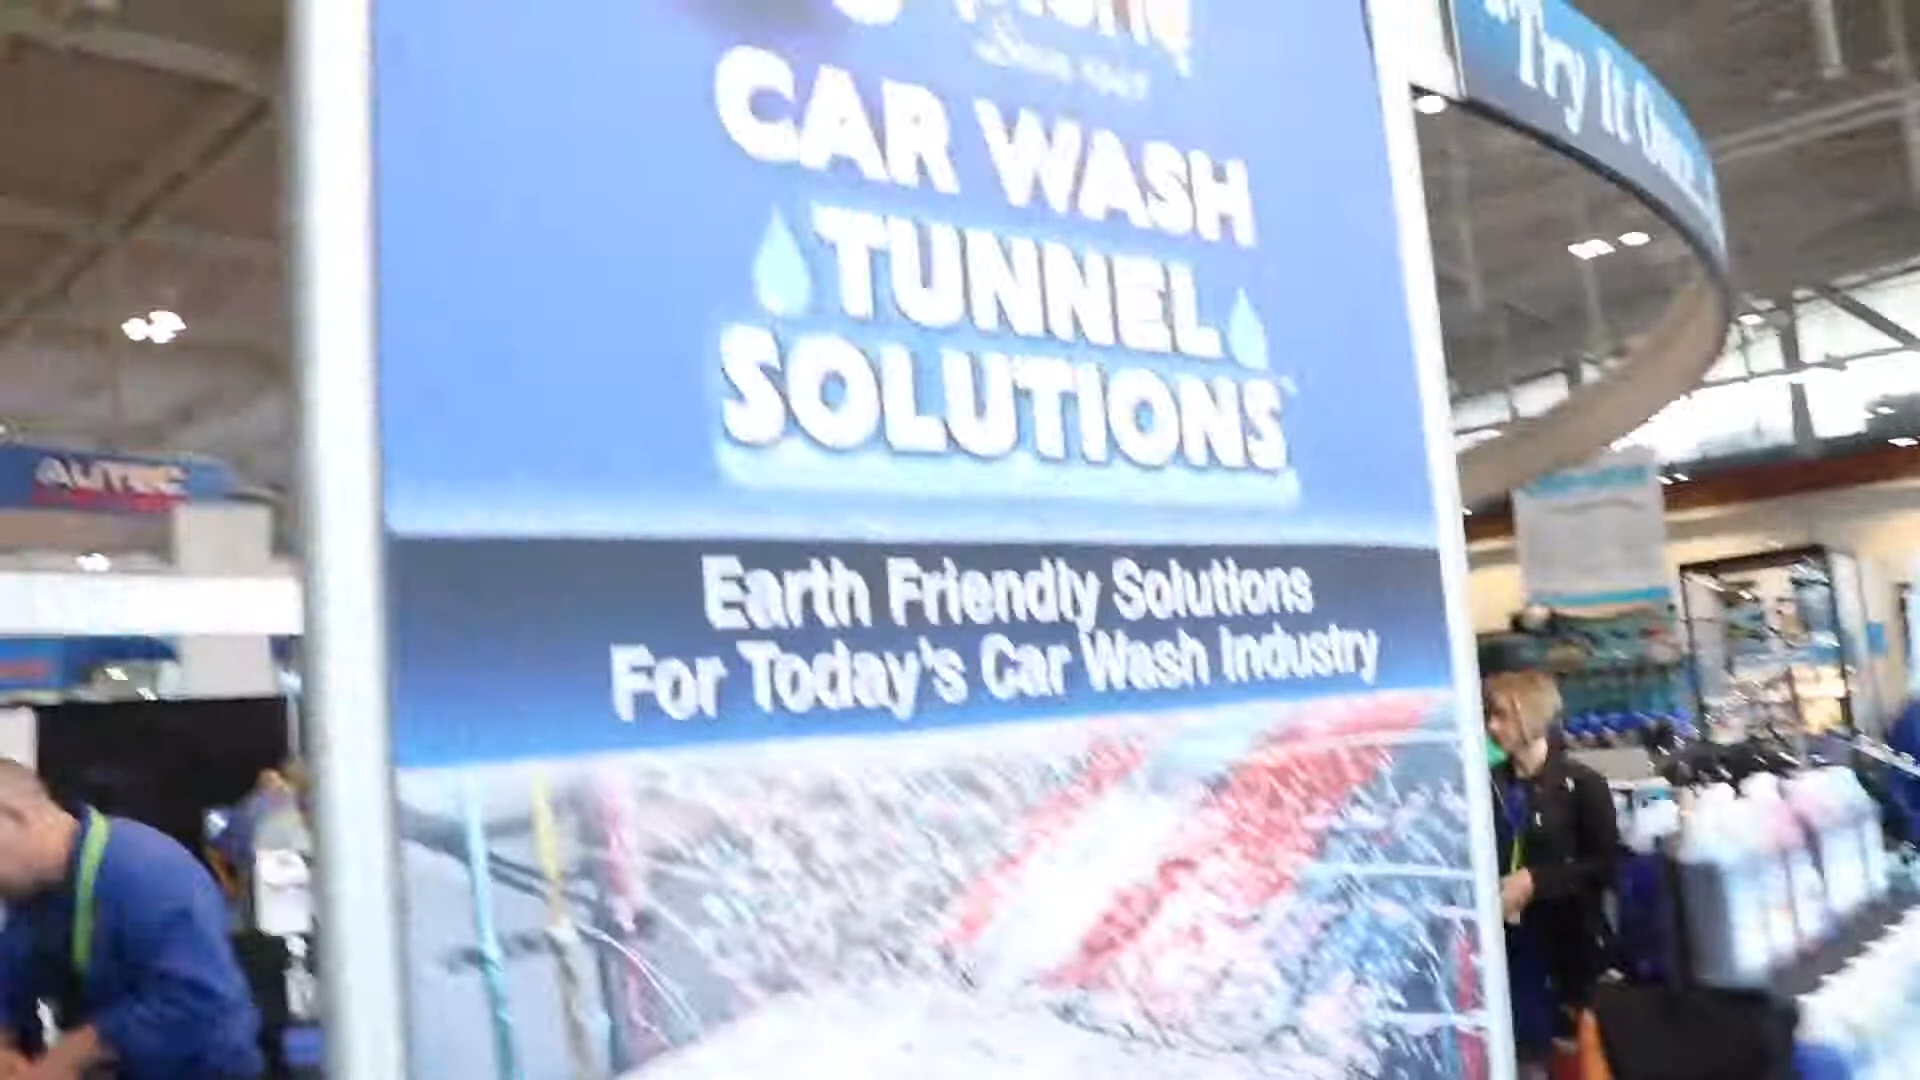 CAR WASH
TUNNEL
SOLUTIONS
Earth Friendly Solutions
For Today's Car Wash Industry
"Try It
AUTEC